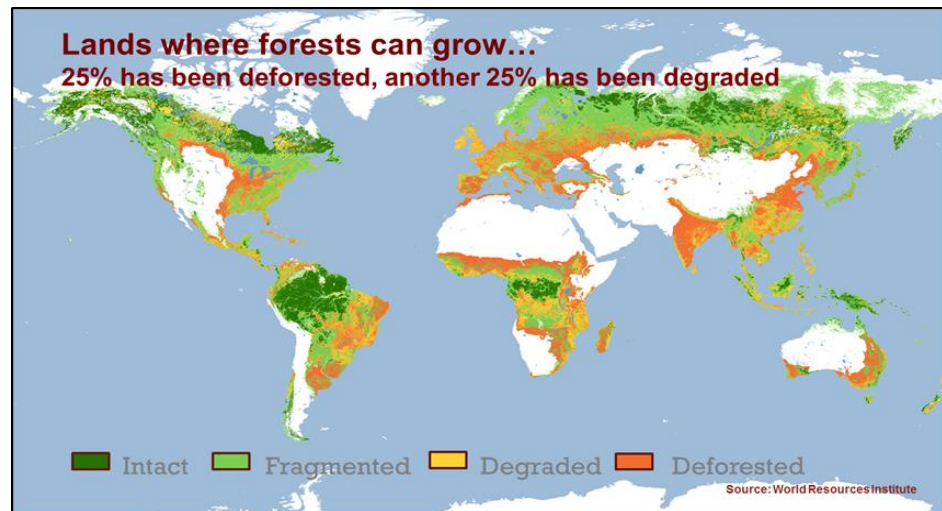 Lands where forests can grow…
25% has been deforested, another 25% has been degraded
Intact Fragmented Degraded Deforested
Source: World Resources Institute